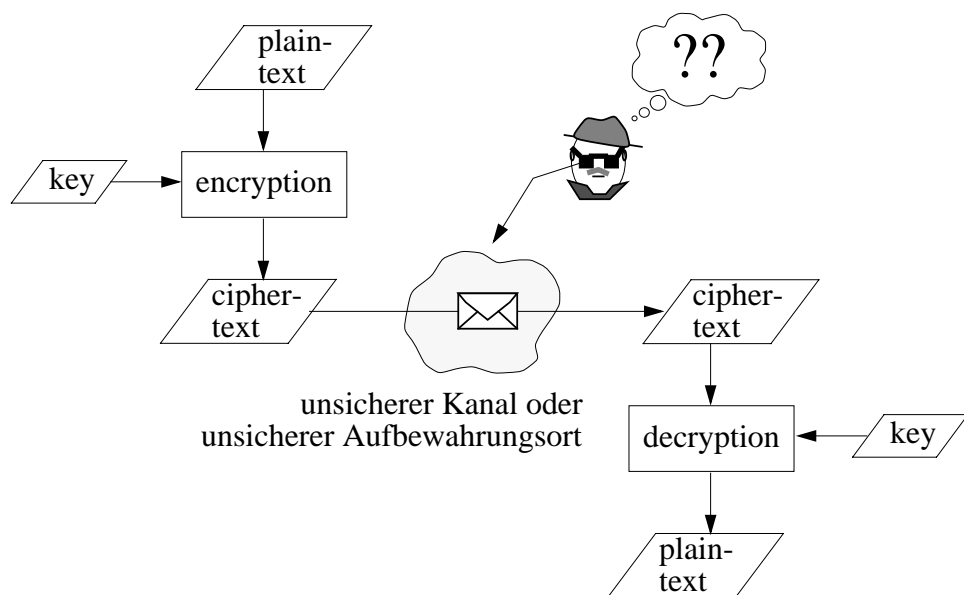 plain-
text
??
key
encryption
cipher-
text
cipher-
text
unsicherer Kanal oder
unsicherer Aufbewahrungsort
decryption
key
plain-
text